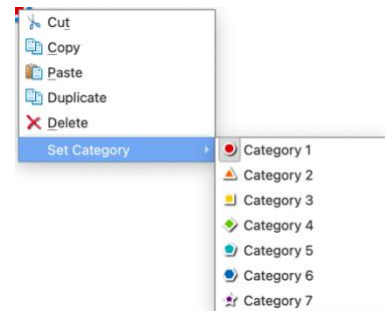 Cut
Copy
Paste
Duplicate
Delete
Set Category
Category 1
Category 2
Category 3
Category 4
Category 5
Category 6
Category 7